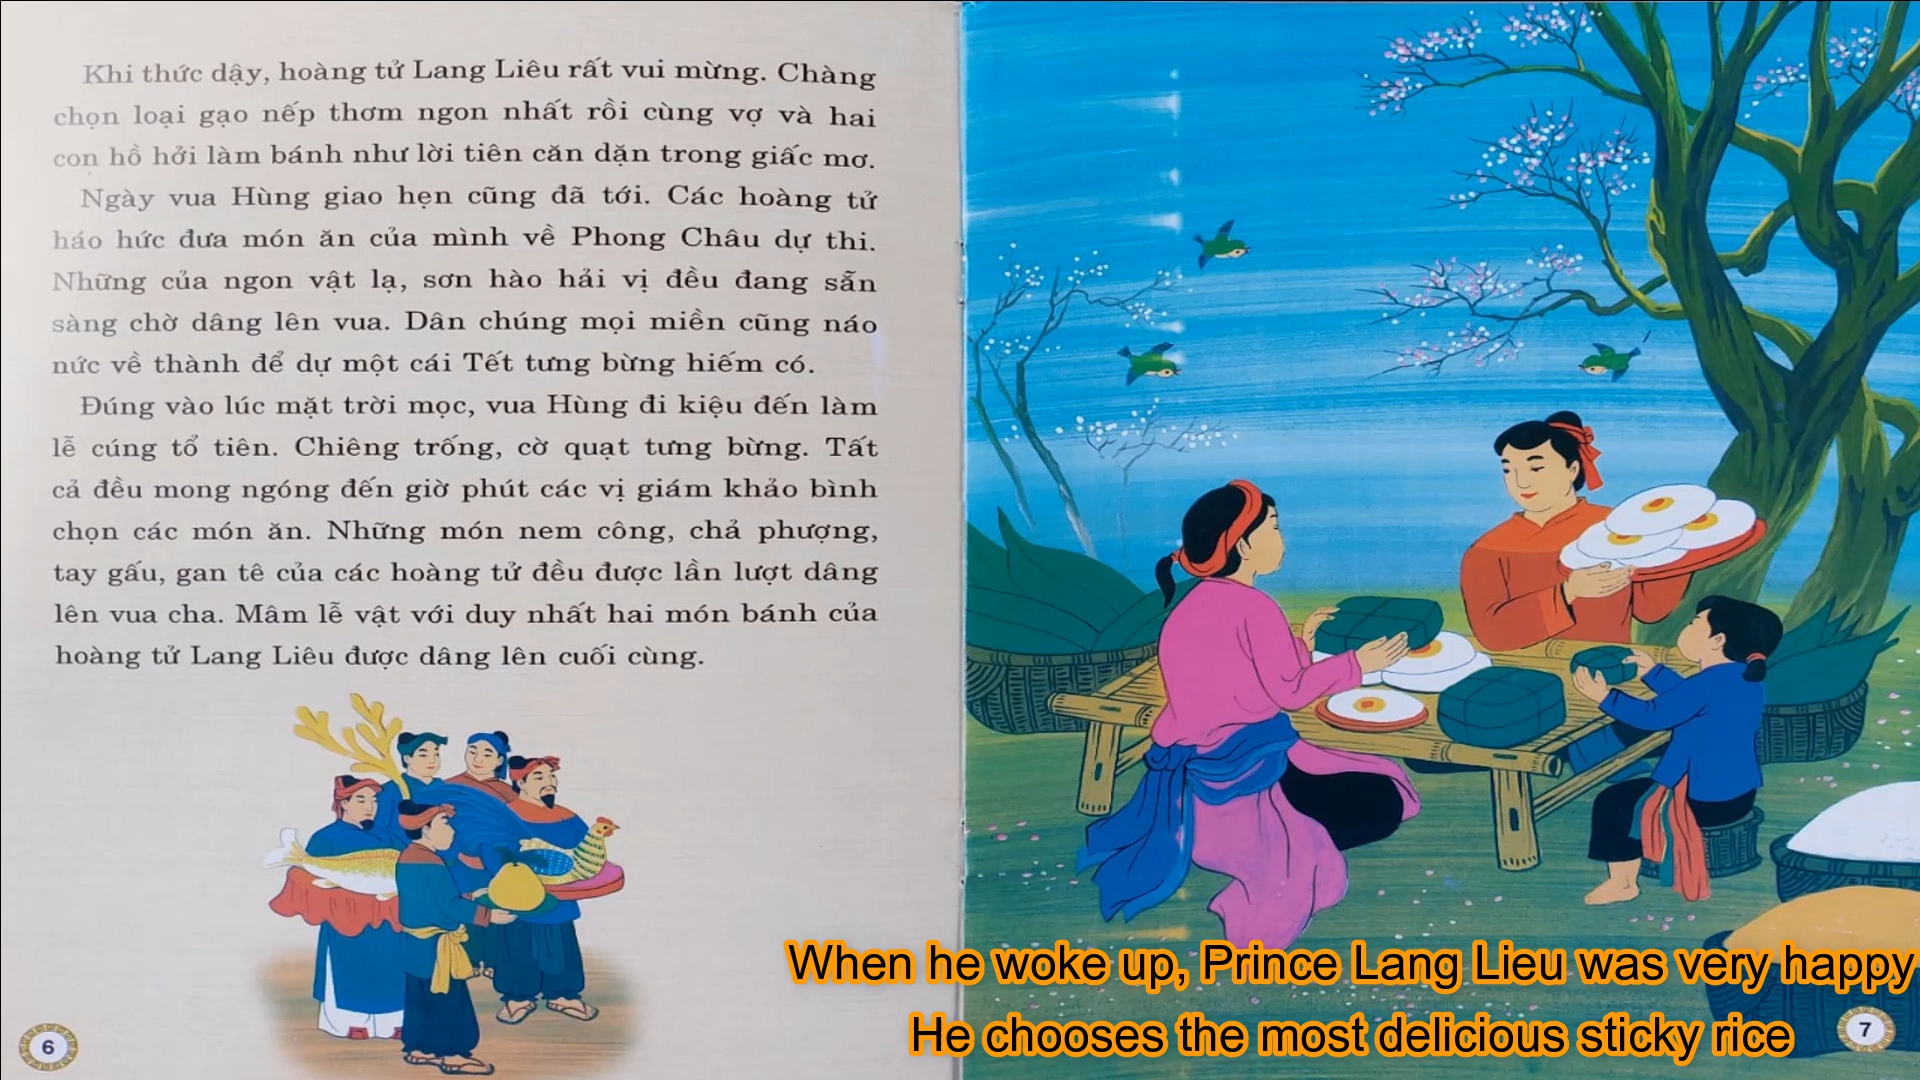 Khi thức dậy, hoàng tử Lang Liêu rất vui mừng. Chàng
chọn loại gạo nếp thơm ngon nhất rồi cùng vợ và hai
con hồ hởi làm bánh như lời tiên căn dặn trong giấc mơ.
Ngày vua Hùng giao hẹn cũng đã tới. Các hoàng tử
háo hức đưa món ăn của mình về Phong Châu dự thi.
Những của ngon vật lạ, sơn hào hải vị đều đang sẵn
sàng chờ dâng lên vua. Dân chúng mọi miền cũng náo
nức về thành để dự một cái Tết tưng bừng hiếm có.
Đúng vào lúc mặt trời mọc, vua Hùng đi kiệu đến làm
lễ cúng tổ tiên. Chiêng trống, cờ quạt tưng bừng. Tất
cả đều mong ngóng đến giờ phút các vị giám khảo bình
chọn các món ăn. Những món nem công, chả phượng,
tay gấu, gan tê của các hoàng tử đều được lần lượt dâng
lên vua cha. Mâm lễ vật với duy nhất hai món bánh của
hoàng tử Lang Liêu được dâng lên cuối cùng.
6
When he woke up, Prince Lang Lieu was very happy
He chooses the most delicious sticky rice
7